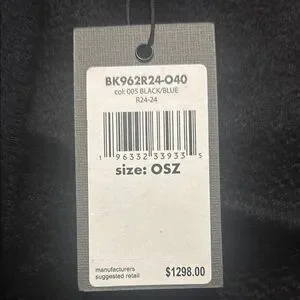 BK962R24-O40
col: 005 BLACK/BLUE
R24-24
1 96332 33933 5
size: OSZ
manufacturers
suggested retail $1298.00